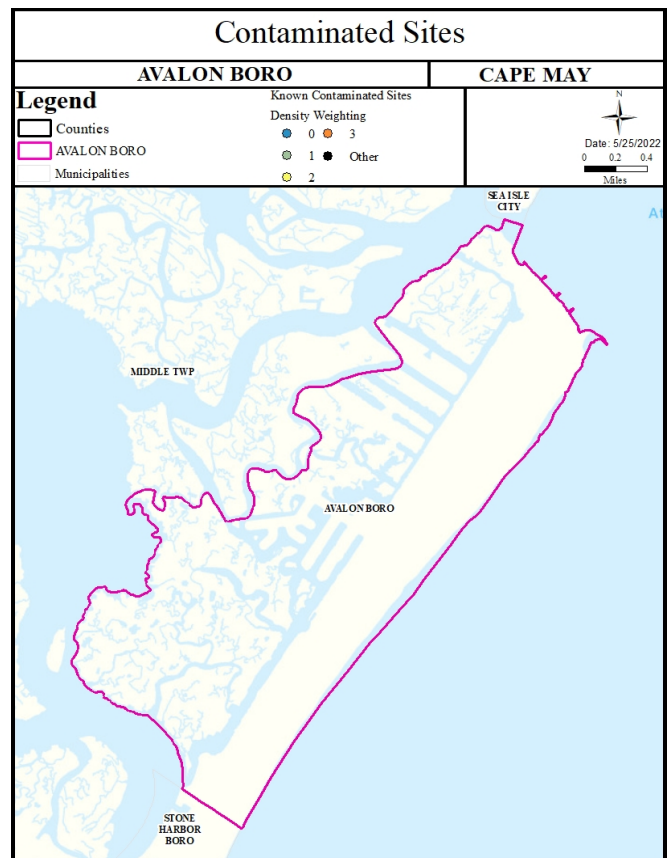 Contaminated Sites
AVALON BORO
CAPE MAY
Legend
Counties
AVALON BORO
Municipalities
Known Contaminated Sites
Density Weighting
0
3
1
Other
2
N
Date: 5/25/2022
0 0.2 0.4
Miles
SEA ISLE
CITY
At
MIDDLE TWP
AVALON BORO
STONE
HARBOR
BORO